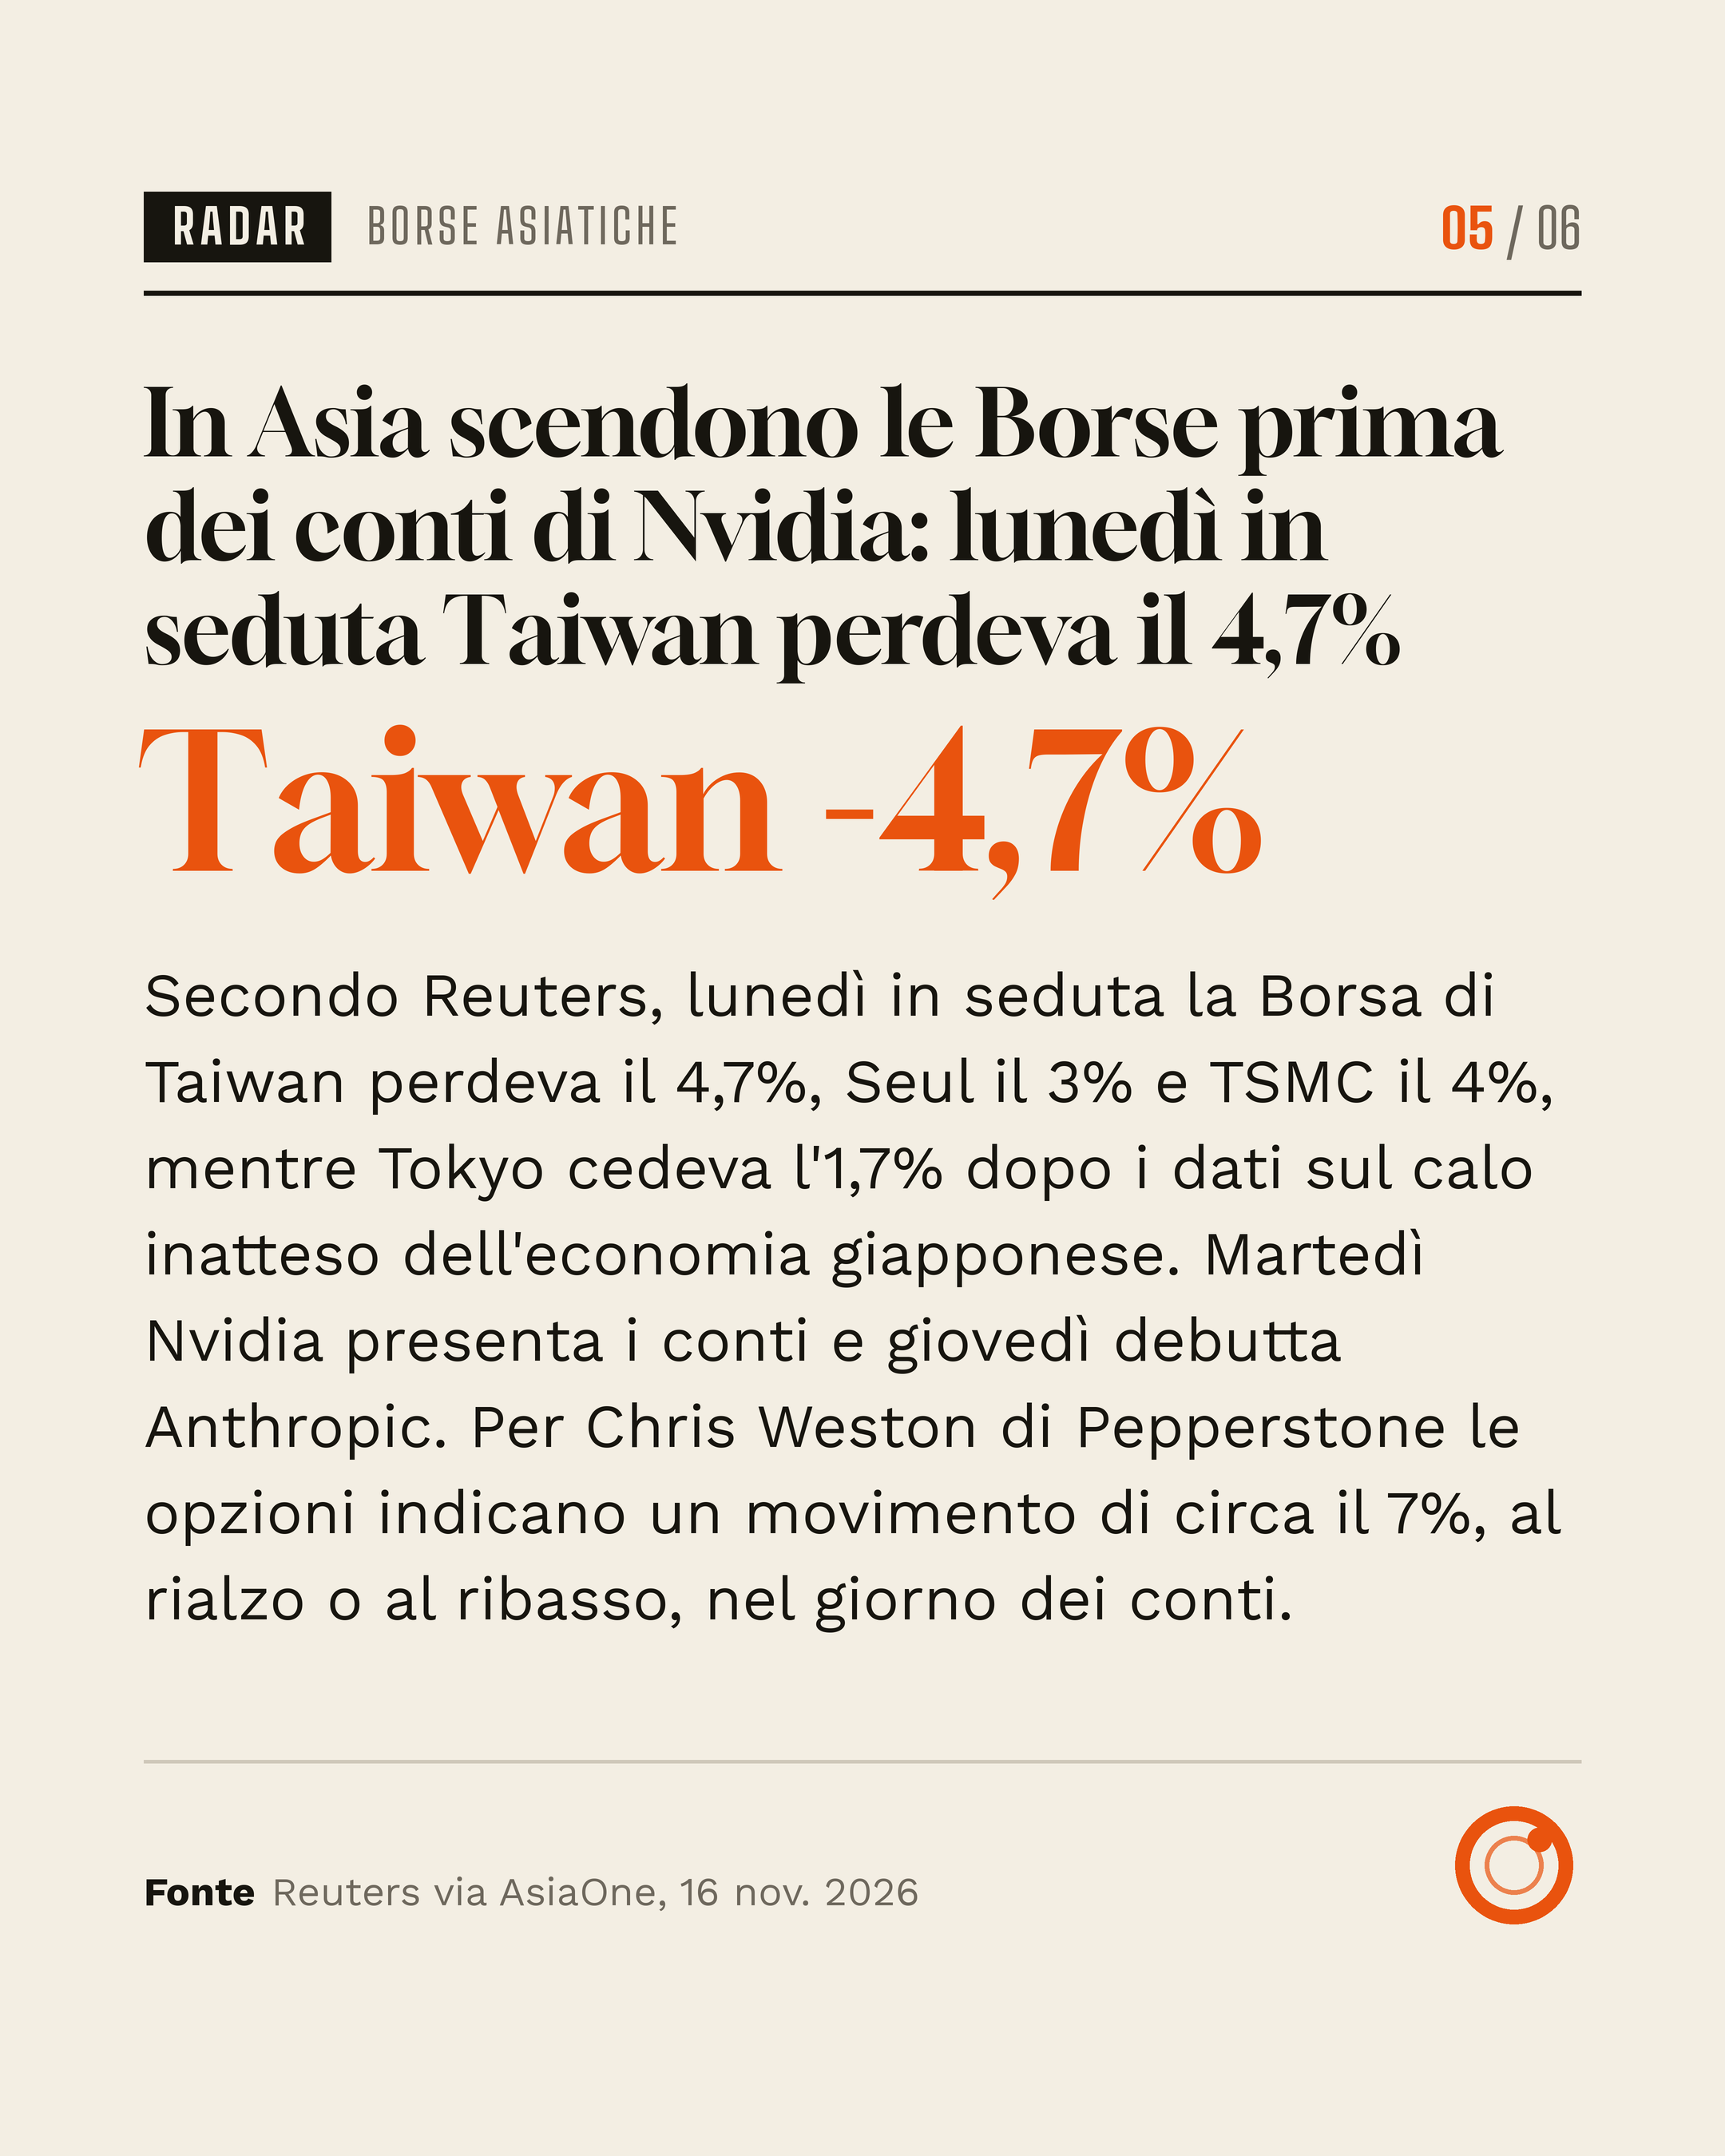 RADAR BORSE ASIATICHE 05 / 06
In Asia scendono le Borse prima
dei conti di Nvidia: lunedì in
seduta Taiwan perdeva il 4,7%
Taiwan -4,7%
Secondo Reuters, lunedì in seduta la Borsa di
Taiwan perdeva il 4,7%, Seul il 3% e TSMC il 4%,
mentre Tokyo cedeva l'1,7% dopo i dati sul calo
inatteso dell'economia giapponese. Martedì
Nvidia presenta i conti e giovedì debutta
Anthropic. Per Chris Weston di Pepperstone le
opzioni indicano un movimento di circa il 7%, al
rialzo o al ribasso, nel giorno dei conti.
Fonte Reuters via AsiaOne, 16 nov. 2026